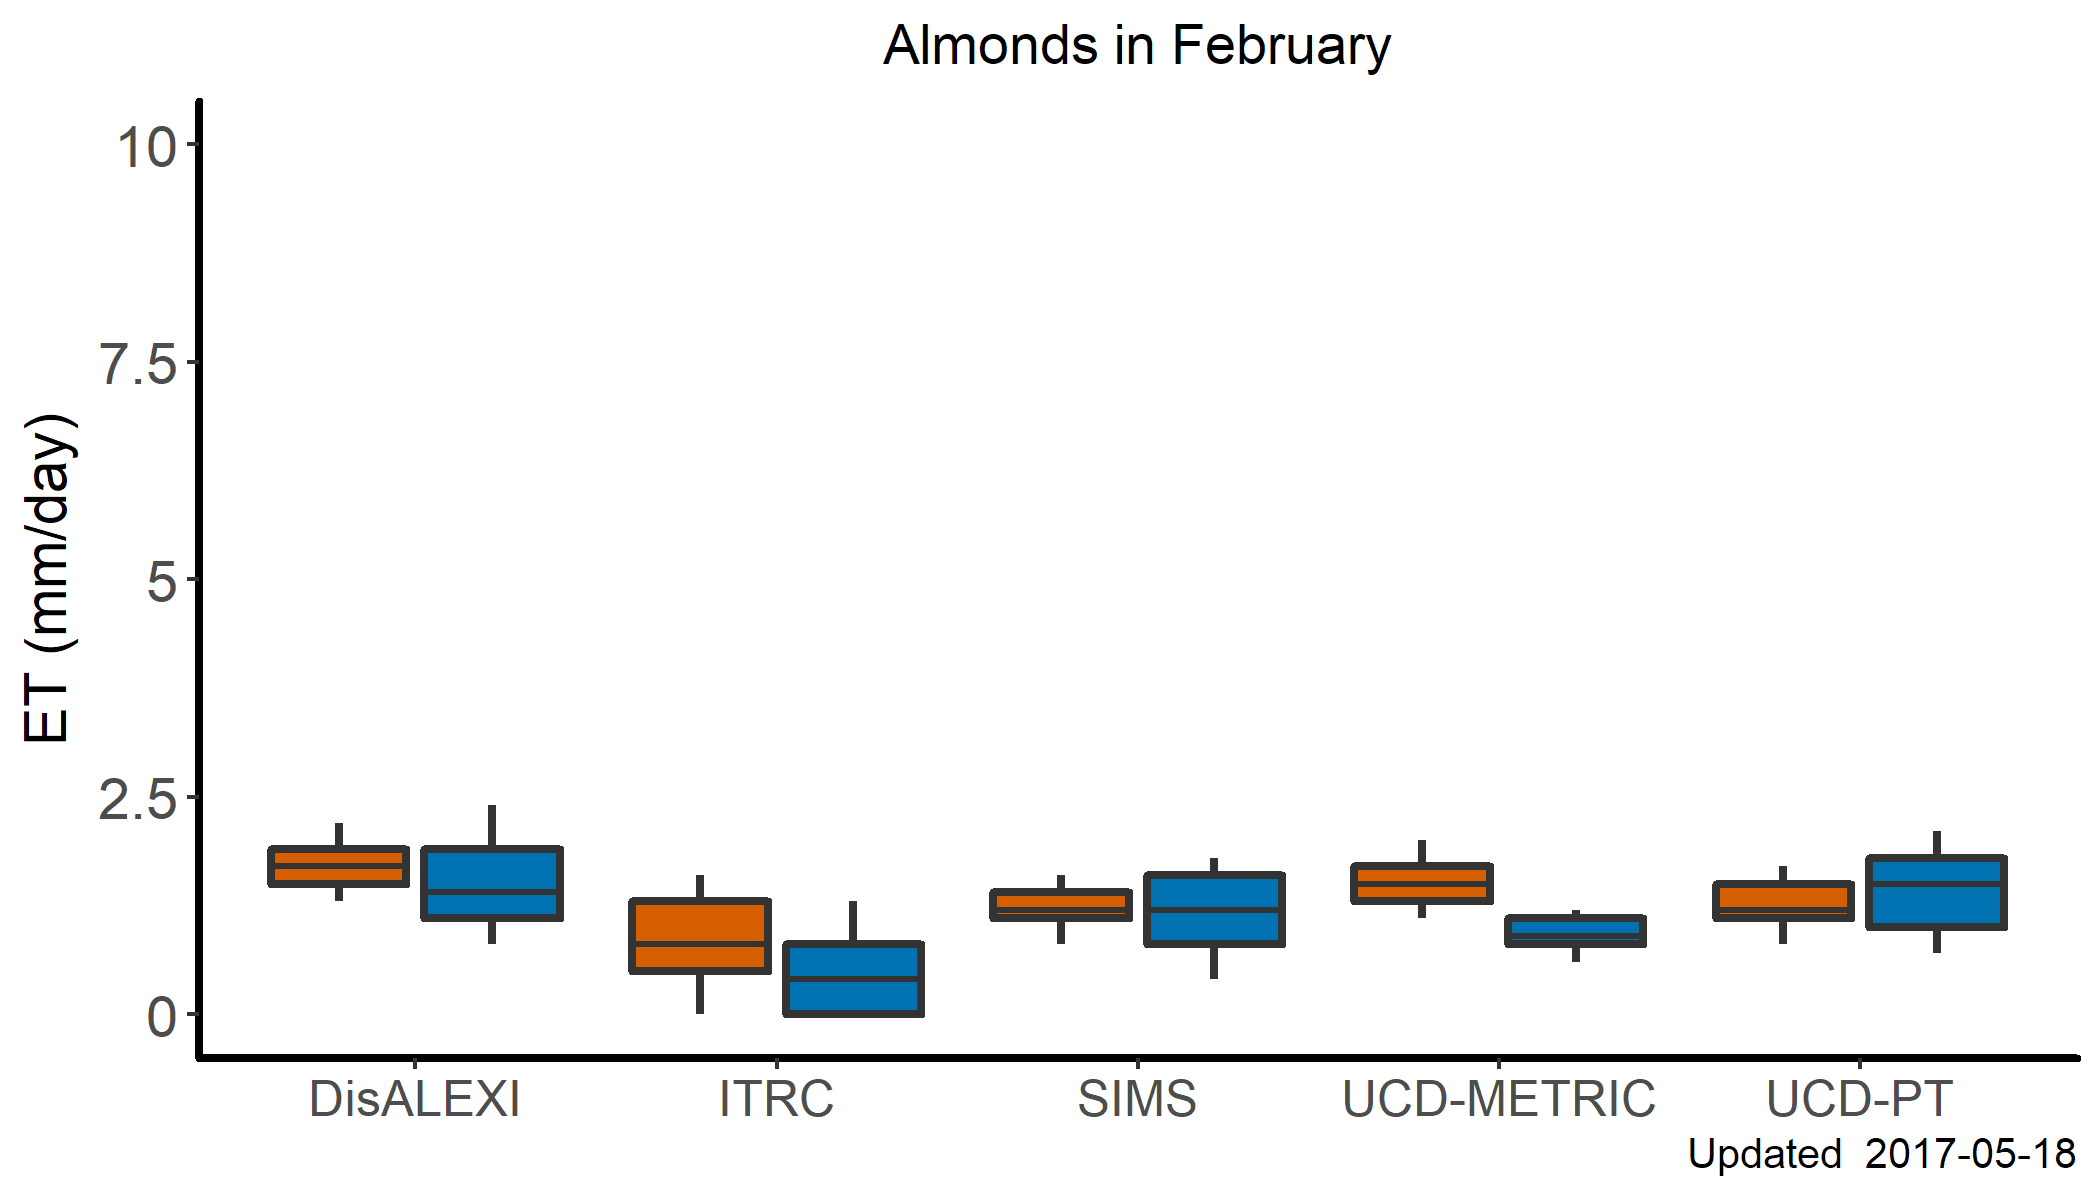 Almonds in February
ET (mm/day)
10
7.5
5
2.5
0
DisALEXI ITRC SIMS UCD-METRIC UCD-PT
Updated 2017-05-18